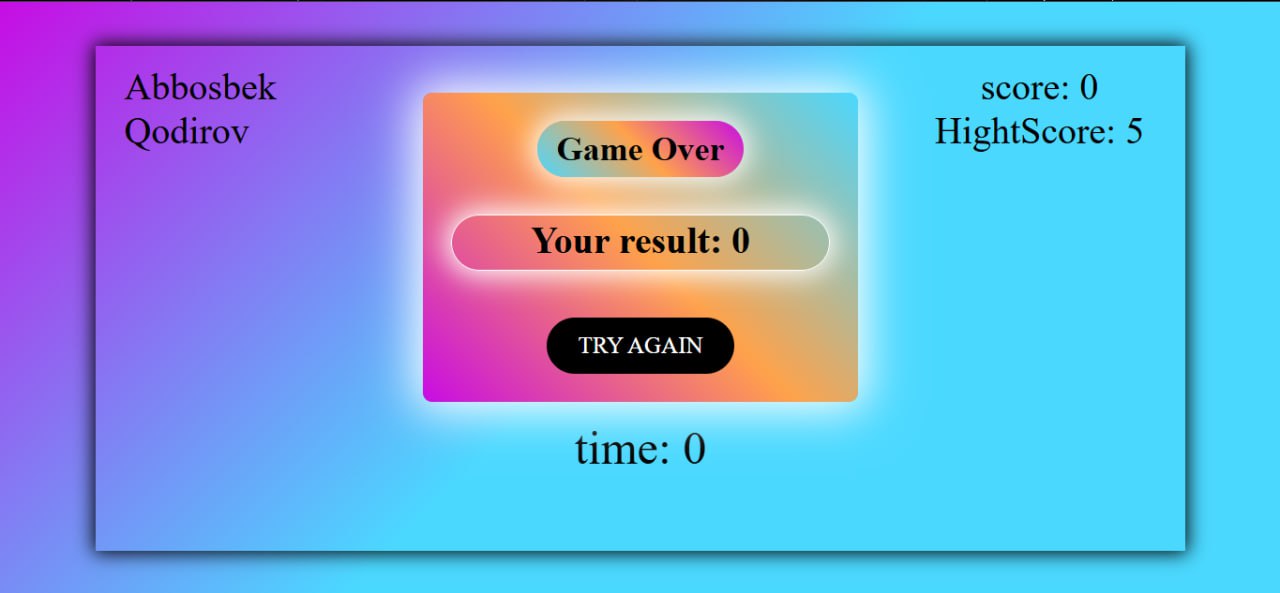 Abbosbek
Qodirov
score: 0
HightScore: 5
Game Over
Your result: 0
TRY AGAIN
time: 0